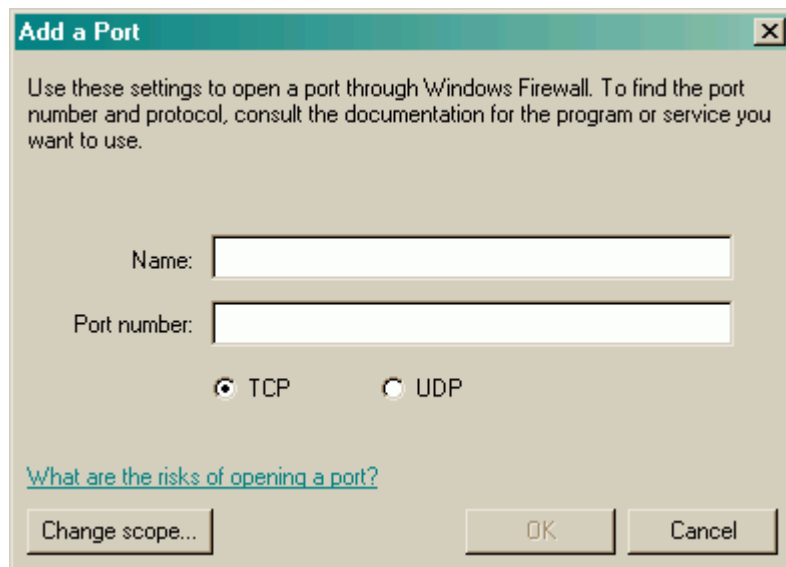 Add a Port
Use these settings to open a port through Windows Firewall. To find the port
number and protocol, consult the documentation for the program or service you
want to use.
Name:
Port number:
TCP UDP
What are the risks of opening a port?
Change scope... OK Cancel